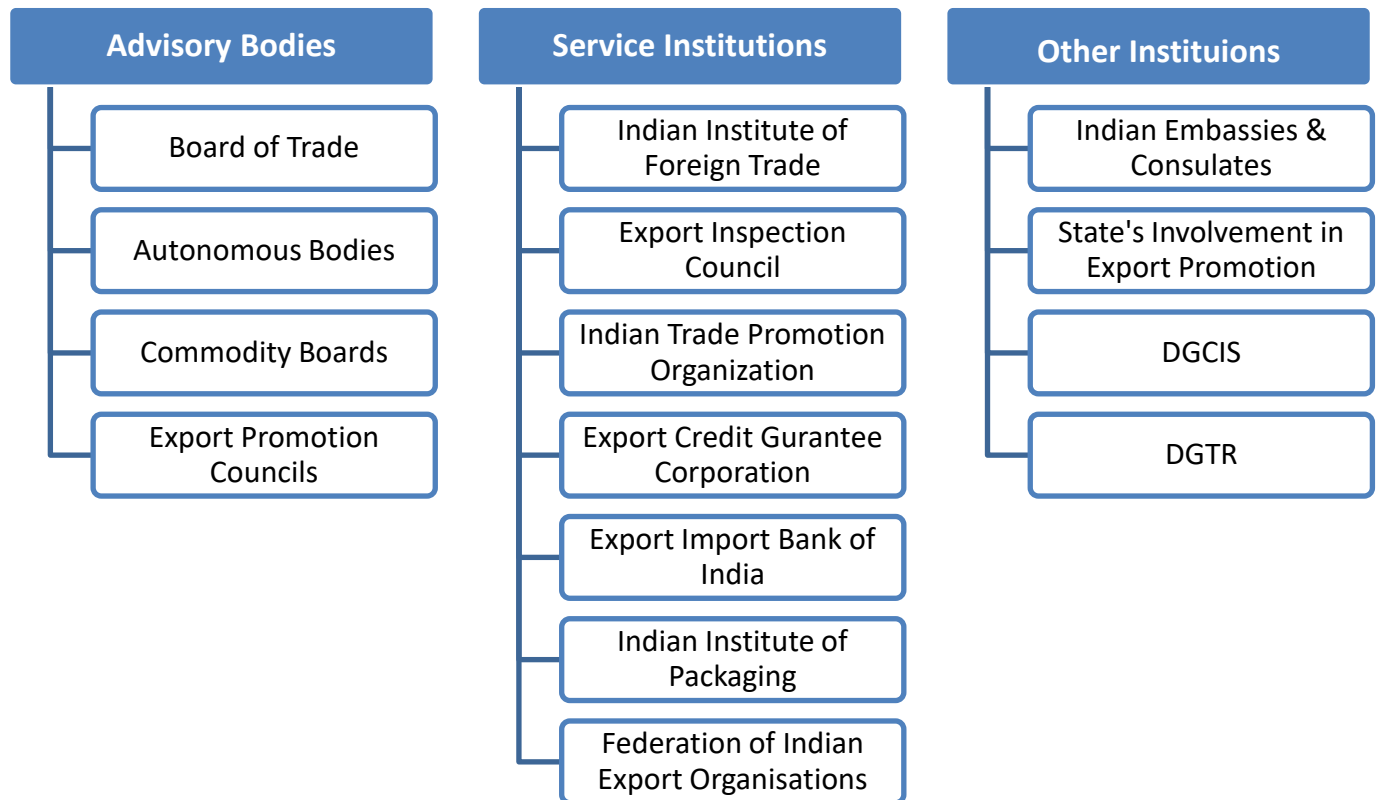 Advisory Bodies
Board of Trade
Autonomous Bodies
Commodity Boards
Export Promotion
Councils
Service Institutions
Indian Institute of
Foreign Trade
Export Inspection
Council
Indian Trade Promotion
Organization
Export Credit Gurantee
Corporation
Export Import Bank of
India
Indian Institute of
Packaging
Federation of Indian
Export Organisations
Other Instituions
Indian Embassies &
Consulates
State's Involvement in
Export Promotion
DGCIS
DGTR